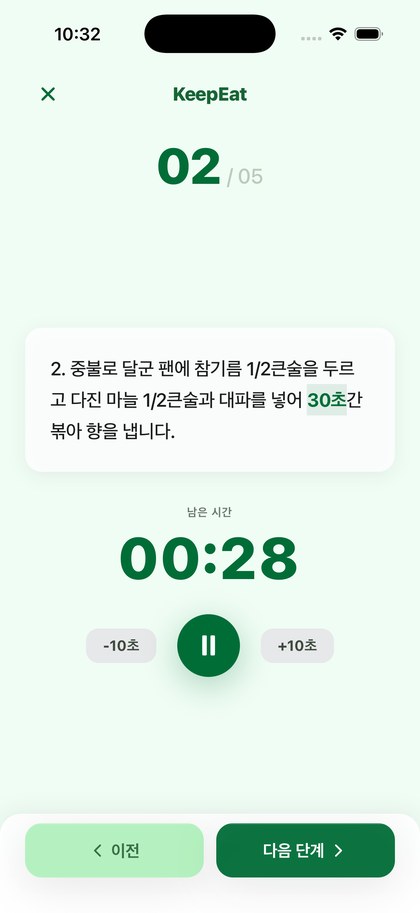 10:32
KeepEat
02 / 05
2. 중불로 달군 팬에 참기름 1/2큰술을 두르
고 다진 마늘 1/2큰술과 대파를 넣어 30초간
볶아 향을 냅니다.
남은 시간
00:28
-10초
+10초
이전
다음 단계